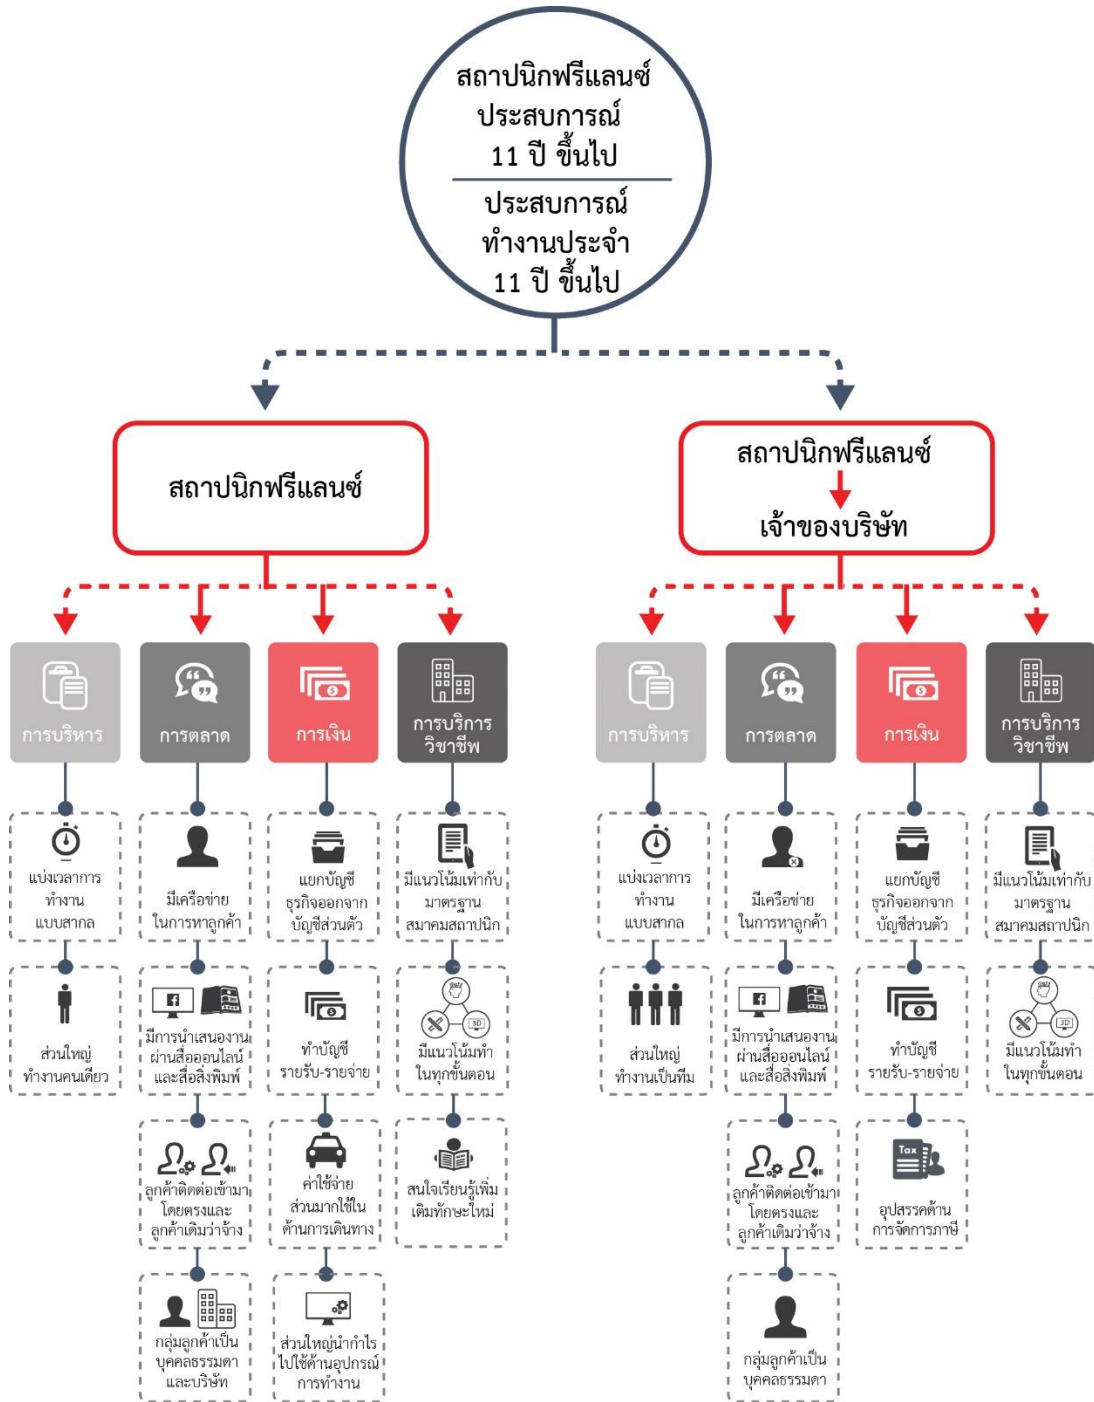 สถาปนิกฟรีแลนซ์
ประสบการณ์
11 ปี ขึ้นไป
ประสบการณ์
ทำงานประจำ
11 ปี ขึ้นไป
สถาปนิกฟรีแลนซ์
สถาปนิกฟรีแลนซ์
เจ้าของบริษัท
การบริหาร
การตลาด
การเงิน
การบริการ
วิชาชีพ
แบ่งเวลาการ
ทำงาน
แบบสากล
ส่วนใหญ่
ทำงานคนเดียว
มีเครือข่าย
ในการหาลูกค้า
มีการนำเสนองาน
ผ่านสื่อออนไลน์
และสื่อสิ่งพิมพ์
ลูกค้าติดต่อเข้ามา
โดยตรงและ
ลูกค้าเดิมว่าจ้าง
กลุ่มลูกค้าเป็น
บุคคลธรรมดา
และบริษัท
แยกบัญชี
ธุรกิจออกจาก
บัญชีส่วนตัว
ทำบัญชี
รายรับ-รายจ่าย
ค่าใช้จ่าย
ส่วนมากใช้ใน
ด้านการเดินทาง
ส่วนใหญ่นำกำไร
ไปใช้ด้านอุปกรณ์
การทำงาน
มีแนวโน้มเท่ากับ
มาตรฐาน
สมาคมสถาปนิก
3D
มีแนวโน้มทำ
ในทุกขั้นตอน
สนใจเรียนรู้เพิ่ม
เติมทักษะใหม่
การบริหาร
การตลาด
การเงิน
การบริการ
วิชาชีพ
แบ่งเวลาการ
ทำงาน
แบบสากล
ส่วนใหญ่
ทำงานเป็นทีม
มีเครือข่าย
ในการหาลูกค้า
มีการนำเสนองาน
ผ่านสื่อออนไลน์
และสื่อสิ่งพิมพ์
ลูกค้าติดต่อเข้ามา
โดยตรงและ
ลูกค้าเดิมว่าจ้าง
กลุ่มลูกค้าเป็น
บุคคลธรรมดา
แยกบัญชี
ธุรกิจออกจาก
บัญชีส่วนตัว
ทำบัญชี
รายรับ-รายจ่าย
Tax
อุปสรรคด้าน
การจัดการภาษี
มีแนวโน้มเท่ากับ
มาตรฐาน
สมาคมสถาปนิก
3D
มีแนวโน้มทำ
ในทุกขั้นตอน